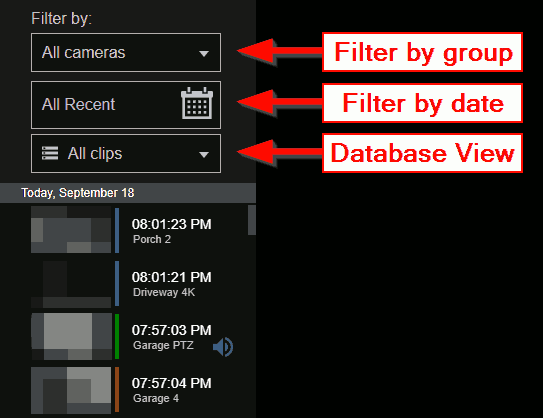 Filter by:
All cameras
Filter by group
All Recent
Filter by date
All clips
Database View
Today, September 18
08:01:23 PM
Porch 2
08:01:21 PM
Driveway 4K
07:57:03 PM
Garage PTZ
07:57:04 PM
Garage 4